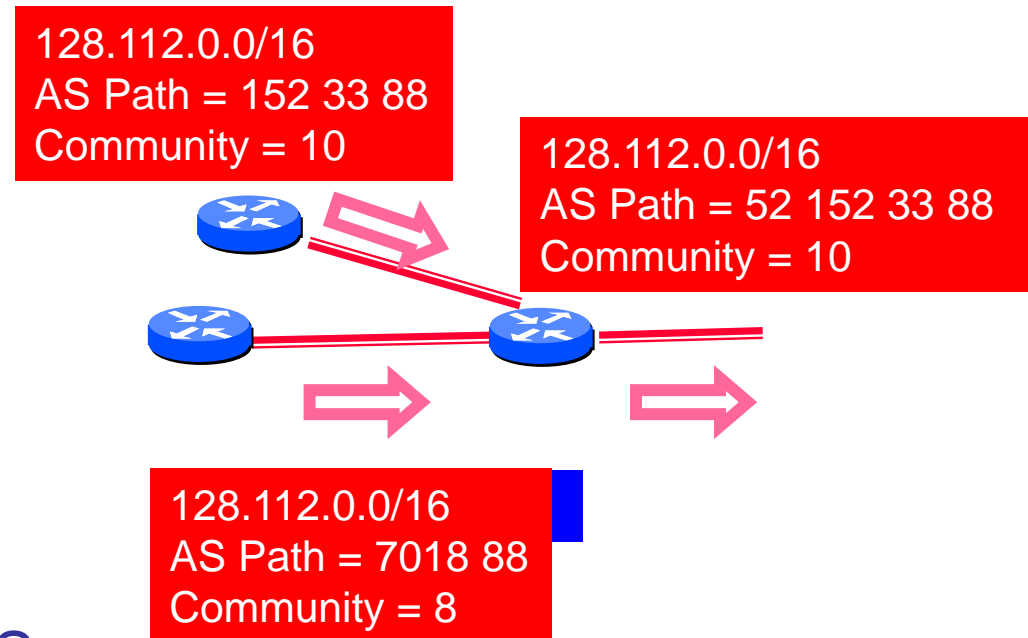 128.112.0.0/16
AS Path = 152 33 88
Community = 10
128.112.0.0/16
AS Path = 52 152 33 88
Community = 10
128.112.0.0/16
AS Path = 7018 88
Community = 8